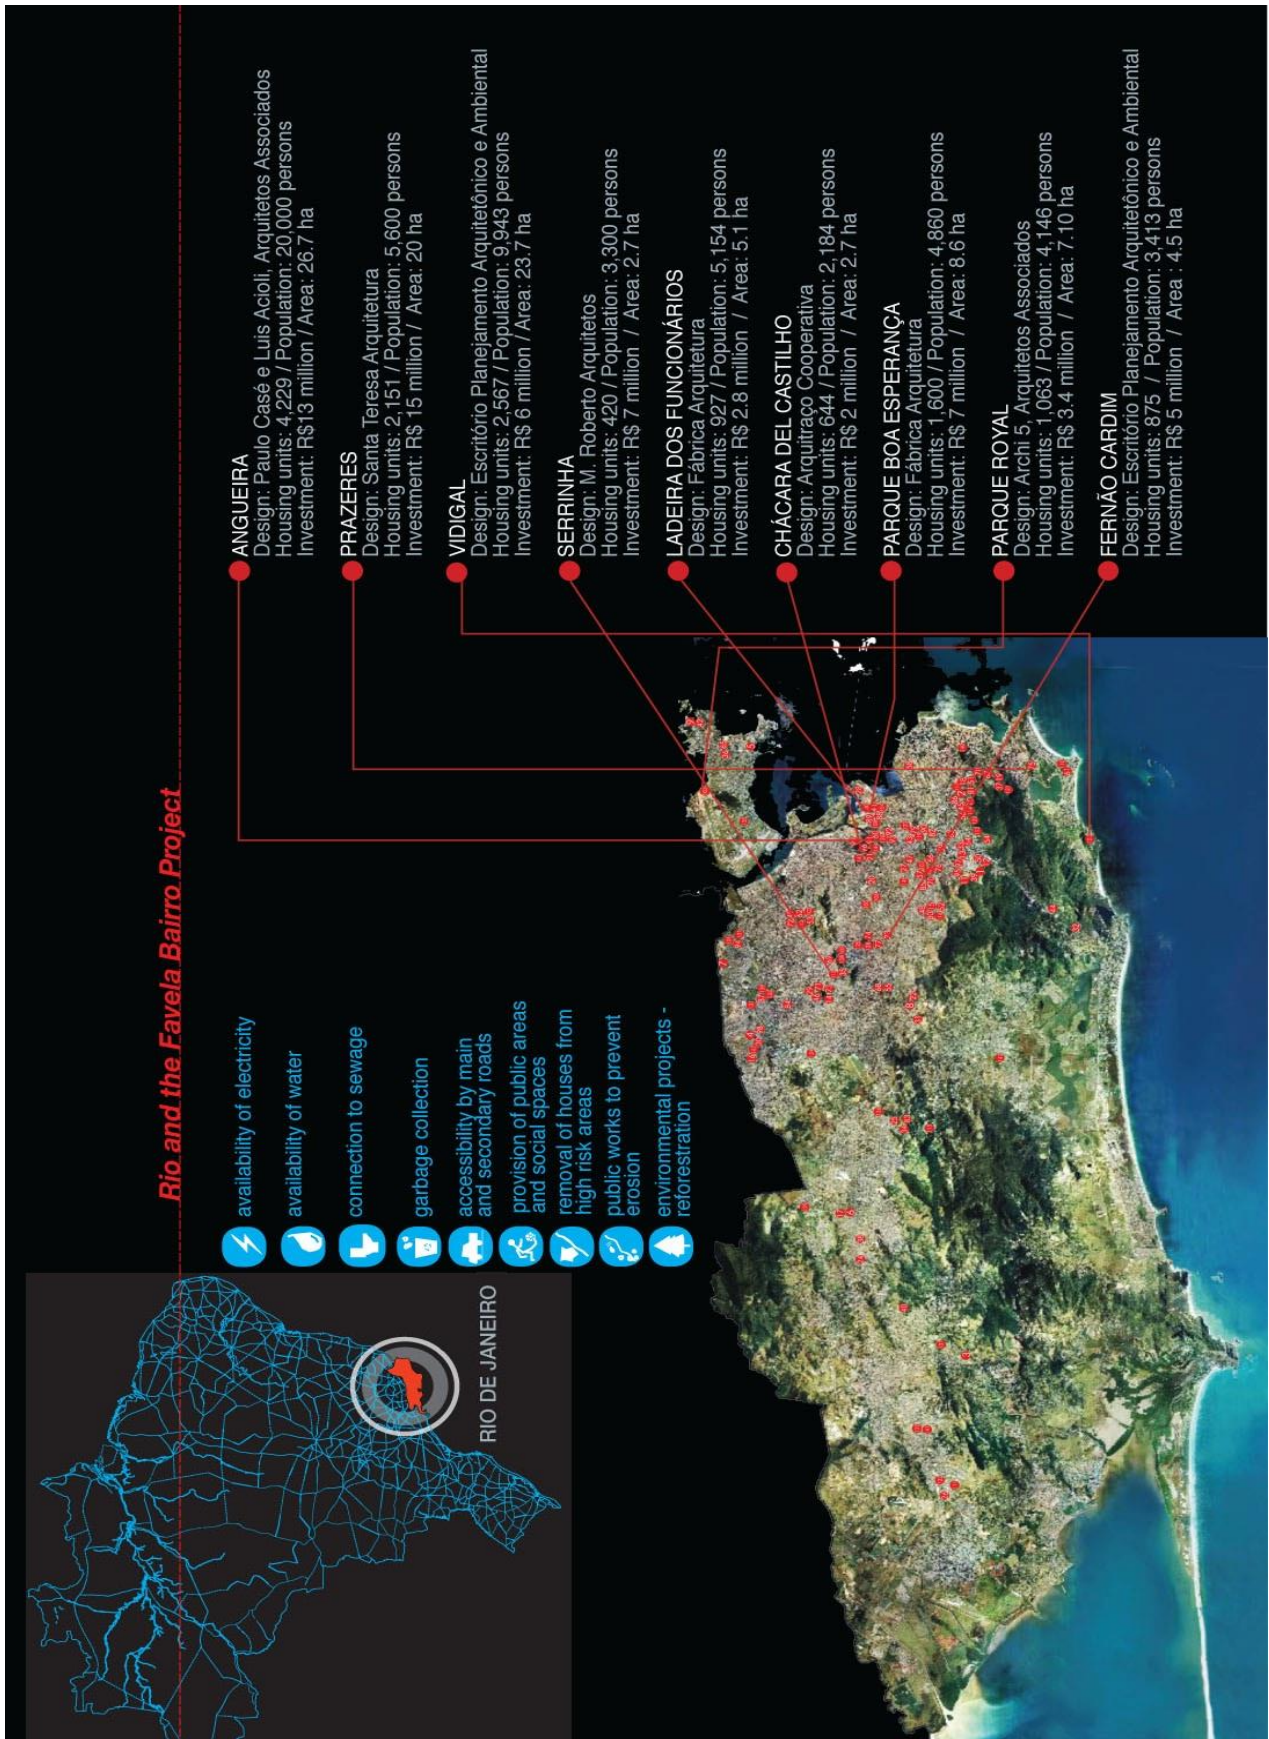 Rio and the Favela Bairro Project
RIO DE JANEIRO
availability of electricity
availability of water
connection to sewage
garbage collection
accessibility by main
and secondary roads
provision of public areas
and social spaces
removal of houses from
high risk areas
public works to prevent
erosion
environmental projects -
reforestration
ANGUEIRA
Design: Paulo Casé e Luis Acioli, Arquitetos Associados
Housing units: 4,229 / Population: 20,000 persons
Investment: R$13 million / Area: 26.7 ha
PRAZERES
Design: Santa Teresa Arquitetura
Housing units: 2,151 / Population: 5,600 persons
Investment: R$ 15 million / Area: 20 ha
VIDIGAL
Design: Escritório Planejamento Arquitetônico e Ambiental
Housing units: 2,567 / Population: 9,943 persons
Investment: R$ 6 million / Area: 23.7 ha
SERRINHA
Design: M. Roberto Arquitetos
Housing units: 420 / Population: 3,300 persons
Investment: R$ 7 million / Area: 2.7 ha
LADEIRA DOS FUNCIONÁRIOS
Design: Fábrica Arquitetura
Housing units: 927 / Population: 5,154 persons
Investment: R$ 2.8 million / Area: 5.1 ha
CHÁCARA DEL CASTILHO
Design: Arquitraço Cooperativa
Housing units: 644 / Population: 2,184 persons
Investment: R$ 2 million / Area: 2.7 ha
PARQUE BOA ESPERANÇA
Design: Fábrica Arquitetura
Housing units: 1,600 / Population: 4,860 persons
Investment: R$ 7 million / Area: 8.6 ha
PARQUE ROYAL
Design: Archi 5, Arquitetos Associados
Housing units: 1,063 / Population: 4,146 persons
Investment: R$ 3.4 million / Area: 7.10 ha
FERNÃO CARDIM
Design: Escritório Planejamento Arquitetônico e Ambiental
Housing units: 875 / Population: 3,413 persons
Investment: R$ 5 million / Area : 4.5 ha